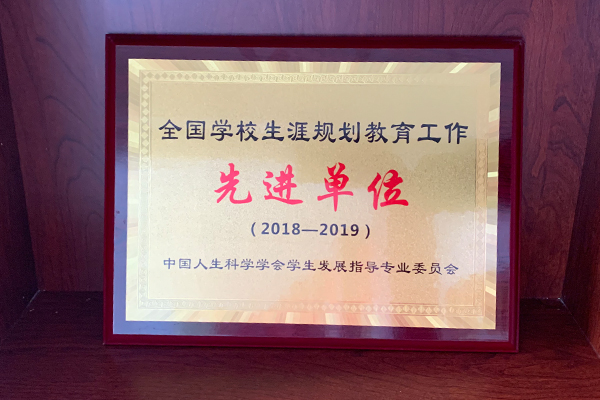 全国学校生涯规划教育工作
先进单位
（2018—2019）
中国人生科学学会学生发展指导专业委员会